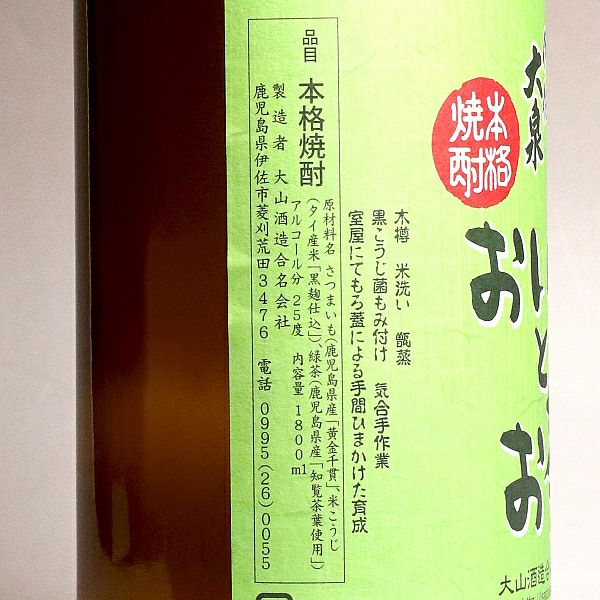 大泉
本格
焼酎
木樽 米洗い 甑蒸
黒こうじ菌もみ付け 気合手作業
室屋にてもろ蓋による手間ひまかけた育成
品目 本格焼酎
原材料名 さつまいも(鹿児島県産「黄金千貫」、米こうじ
(タイ産米「黒麹仕込」)、緑茶(鹿児島県産「知覧茶葉使用」)
アルコール分 25度 内容量 1800ml
製造者 大山酒造合名会社
鹿児島県伊佐市菱刈荒田3476 電話 0995(26)0055
大山酒造合